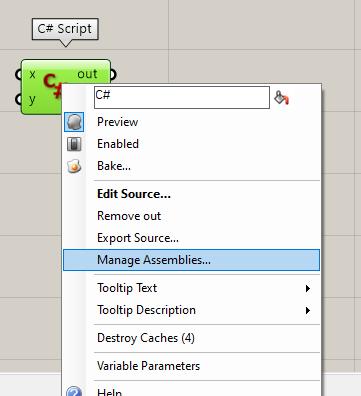 C# Script
x out
y
C#
C#
Preview
Enabled
Bake...
Edit Source...
Remove out
Export Source...
Manage Assemblies...
Tooltip Text
Tooltip Description
Destroy Caches (4)
Variable Parameters
Help